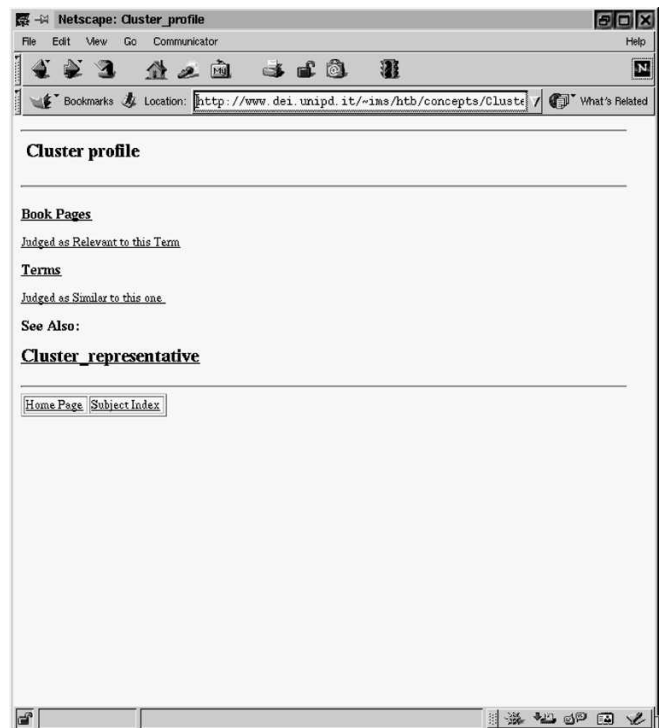 Netscape: Cluster_profile
File Edit View Go Communicator Help
My N
Bookmarks Location: http://www.dei.unipd.it/~ims/htb/concepts/Cluste What's Related
Cluster profile
Book Pages
Judged as Relevant to this Term
Terms
Judged as Similar to this one
See Also:
Cluster_representative
Home Page Subject Index